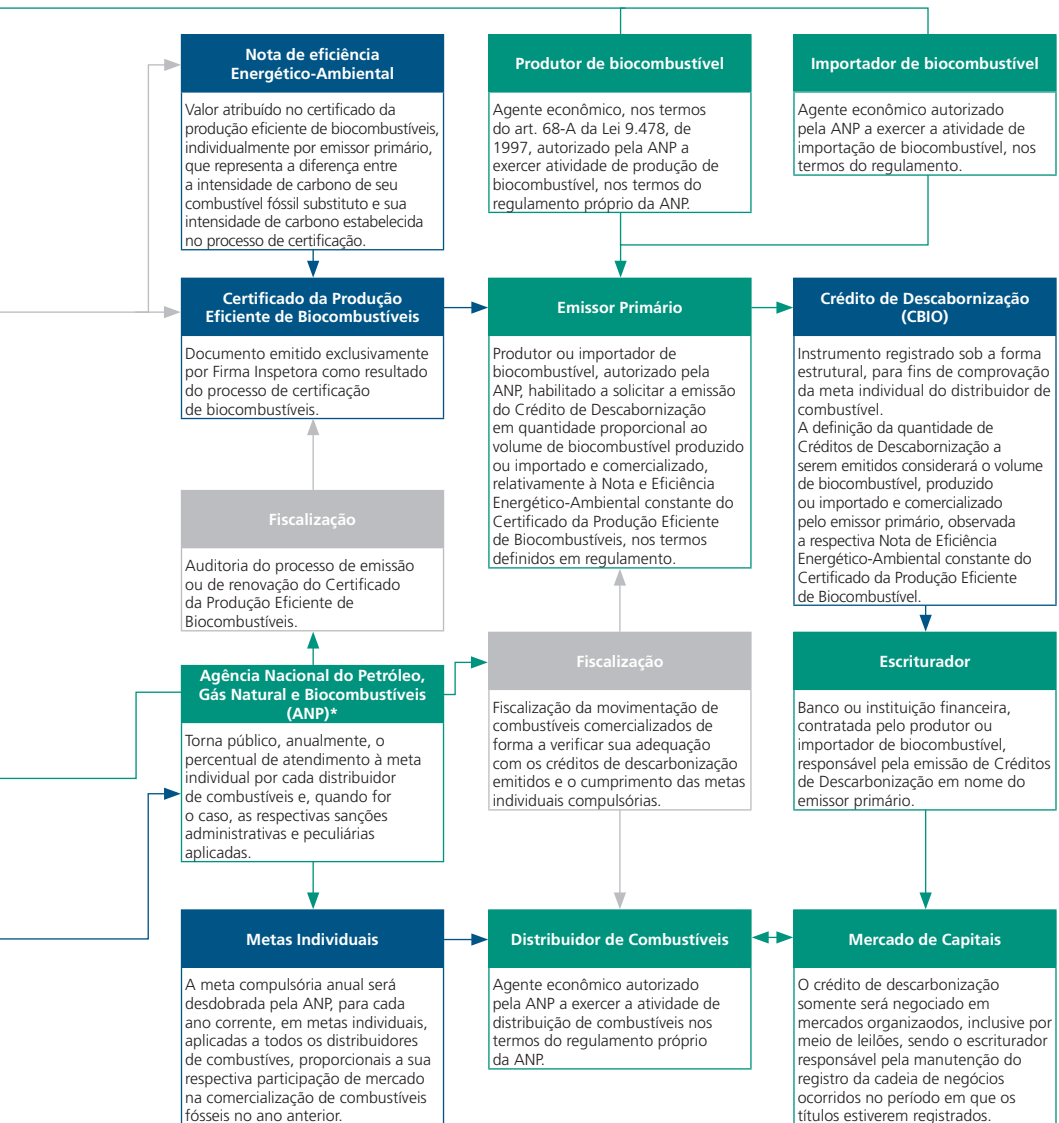 Nota de eficiência
Energético-Ambiental
Valor atribuído no certificado da
produção eficiente de biocombustíveis,
individualmente por emissor primário,
que representa a diferença entre
a intensidade de carbono de seu
combustível fóssil substituto e sua
intensidade de carbono estabelecida
no processo de certificação.
Produtor de biocombustível
Agente econômico, nos termos
do art. 68-A da Lei 9.478, de
1997, autorizado pela ANP a
exercer atividade de produção de
biocombustível, nos termos do
regulamento próprio da ANP.
Importador de biocombustível
Agente econômico autorizado
pela ANP a exercer a atividade de
importação de biocombustível, nos
termos do regulamento.
Certificado da Produção
Eficiente de Biocombustíveis
Documento emitido exclusivamente
por Firma Inspetora como resultado
do processo de certificação
de biocombustíveis.
Emissor Primário
Produtor ou importador de
biocombustível, autorizado pela
ANP, habilitado a solicitar a emissão
do Crédito de Descabornização
em quantidade proporcional ao
volume de biocombustível produzido
ou importado e comercializado,
relativamente à Nota e Eficiência
Energético-Ambiental constante do
Certificado da Produção Eficiente
de Biocombustíveis, nos termos
definidos em regulamento.
Crédito de Descabornização
(CBIO)
Instrumento registrado sob a forma
estrutural, para fins de comprovação
da meta individual do distribuidor de
combustível.
A definição da quantidade de
Créditos de Descabornização a
serem emitidos considerará o volume
de biocombustível, produzido
ou importado e comercializado
pelo emissor primário, observada
a respectiva Nota de Eficiência
Energético-Ambiental constante do
Certificado da Produção Eficiente
de Biocombustível.
Fiscalização
Auditoria do processo de emissão
ou de renovação do Certificado
da Produção Eficiente de
Biocombustíveis.
Agência Nacional do Petróleo,
Gás Natural e Biocombustíveis
(ANP)*
Torna público, anualmente, o
percentual de atendimento à meta
individual por cada distribuidor
de combustíveis e, quando for
o caso, as respectivas sanções
administrativas e peculiárias
aplicadas.
Fiscalização
Fiscalização da movimentação de
combustíveis comercializados de
forma a verificar sua adequação
com os créditos de descarbonização
emitidos e o cumprimento das metas
individuais compulsórias.
Escriturador
Banco ou instituição financeira,
contratada pelo produtor ou
importador de biocombustível,
responsável pela emissão de Créditos
de Descarbonização em nome do
emissor primário.
Metas Individuais
A meta compulsória anual será
desdobrada pela ANP, para cada
ano corrente, em metas individuais,
aplicadas a todos os distribuidores
de combustíves, proporcionais a sua
respectiva participação de mercado
na comercialização de combustíveis
fósseis no ano anterior.
Distribuidor de Combustíveis
Agente econômico autorizado
pela ANP a exercer a atividade de
distribuição de combustíveis nos
termos do regulamento próprio
da ANP.
Mercado de Capitais
O crédito de descarbonização
somente será negociado em
mercados organizaodos, inclusive por
meio de leilões, sendo o escriturador
responsável pela manutenção do
registro da cadeia de negócios
ocorridos no período em que os
títulos estiverem registrados.